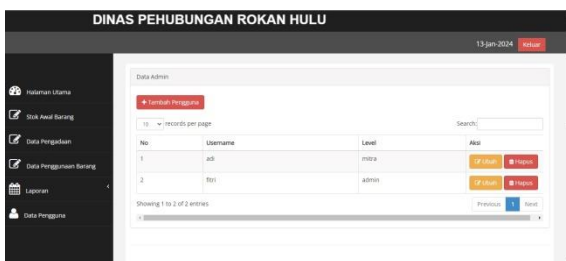 DINAS PEHUBUNGAN ROKAN HULU
13-Jan-2024 Keluar
Halaman Utama
Stok Awal Barang
Data Pengadaan
Data Penggunaan Barang
Laporan
Data Pengguna
Data Admin
+ Tambah Pengguna
10 records per page Search:
No Username Level Aksi
1 adi mitra Ubah Hapus
2 fitri admin Ubah Hapus
Showing 1 to 2 of 2 entries Previous 1 Next